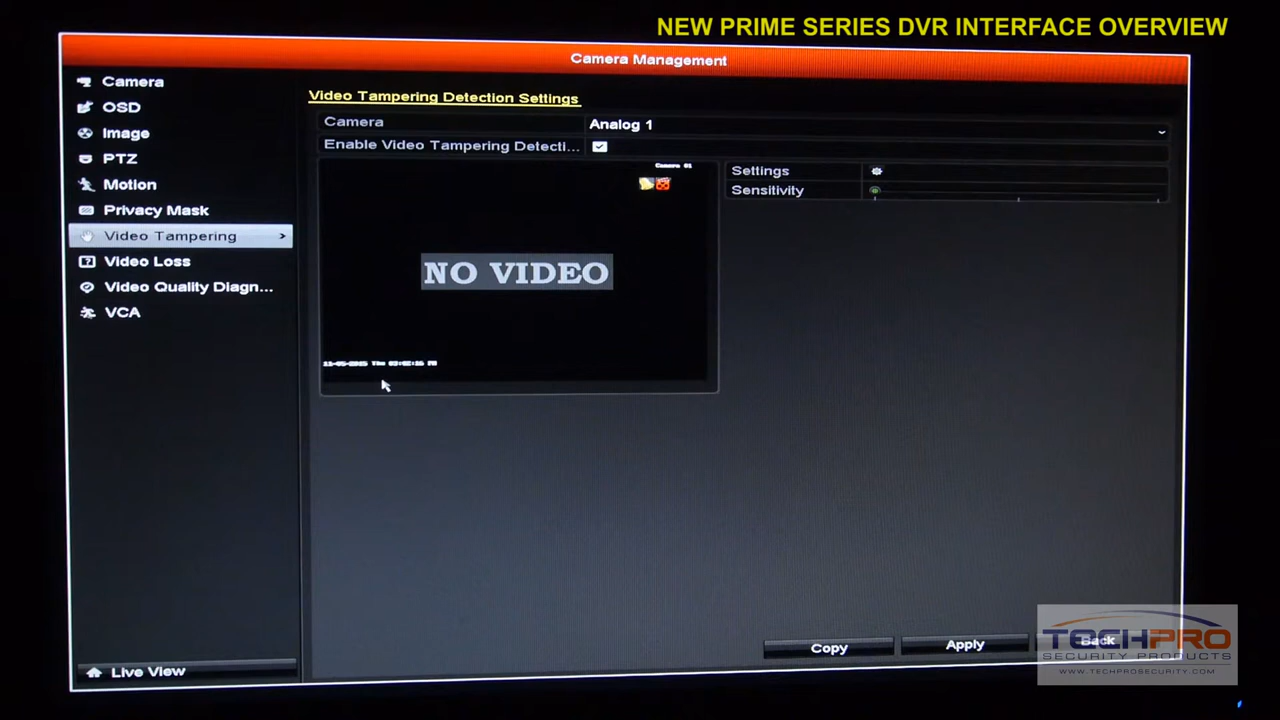 NEW PRIME SERIES DVR INTERFACE OVERVIEW
Camera Management
Camera
OSD
Image
PTZ
Motion
Privacy Mask
Video Tampering >
Video Loss
Video Quality Diagn...
VCA
Live View
Video Tampering Detection Settings
Camera Analog 1
Enable Video Tampering Detecti...
Camera 01
NO VIDEO
Settings
Sensitivity
Copy Apply Back
TECHPRO
SECURITY PRODUCTS
WWW.TECHPROSECURITY.COM